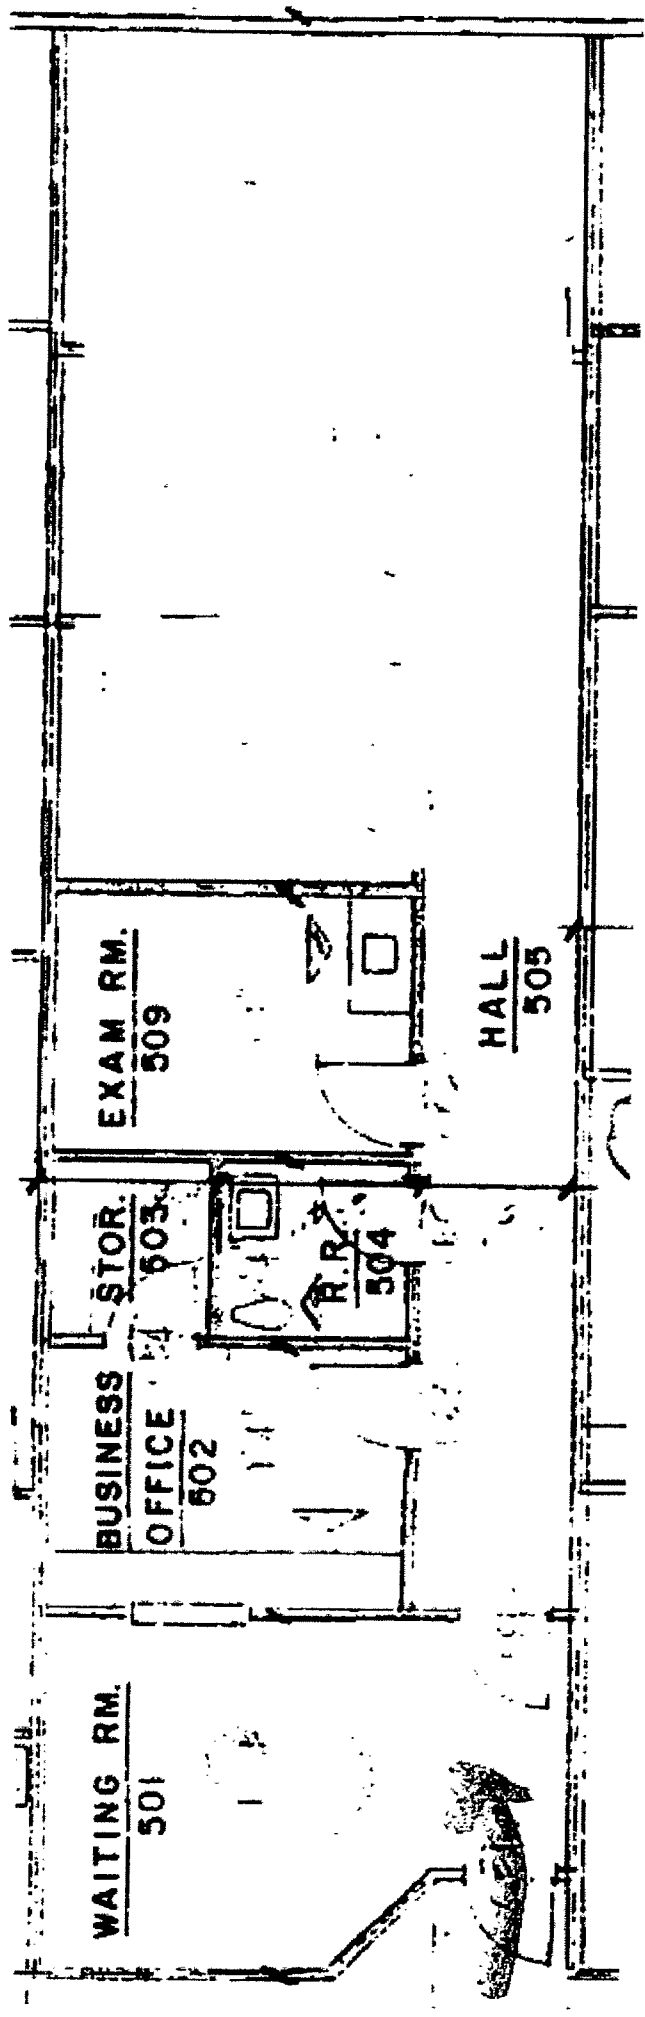 EXAM RM.
509
HALL
505
STOR.
503
R.R.
504
BUSINESS
OFFICE
502
WAITING RM.
501